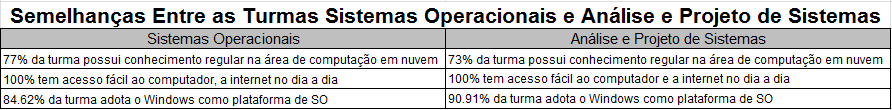 Semelhanças Entre as Turmas Sistemas Operacionais e Análise e Projeto de Sistemas
Sistemas Operacionais Análise e Projeto de Sistemas
77% da turma possui conhecimento regular na área de computação em nuvem 73% da turma possui conhecimento regular na área de computação em nuvem
100% tem acesso fácil ao computador, a internet no dia a dia 100% tem acesso fácil ao computador e a internet no dia a dia
84.62% da turma adota o Windows como plataforma de SO 90.91% da turma adota o Windows como plataforma de SO